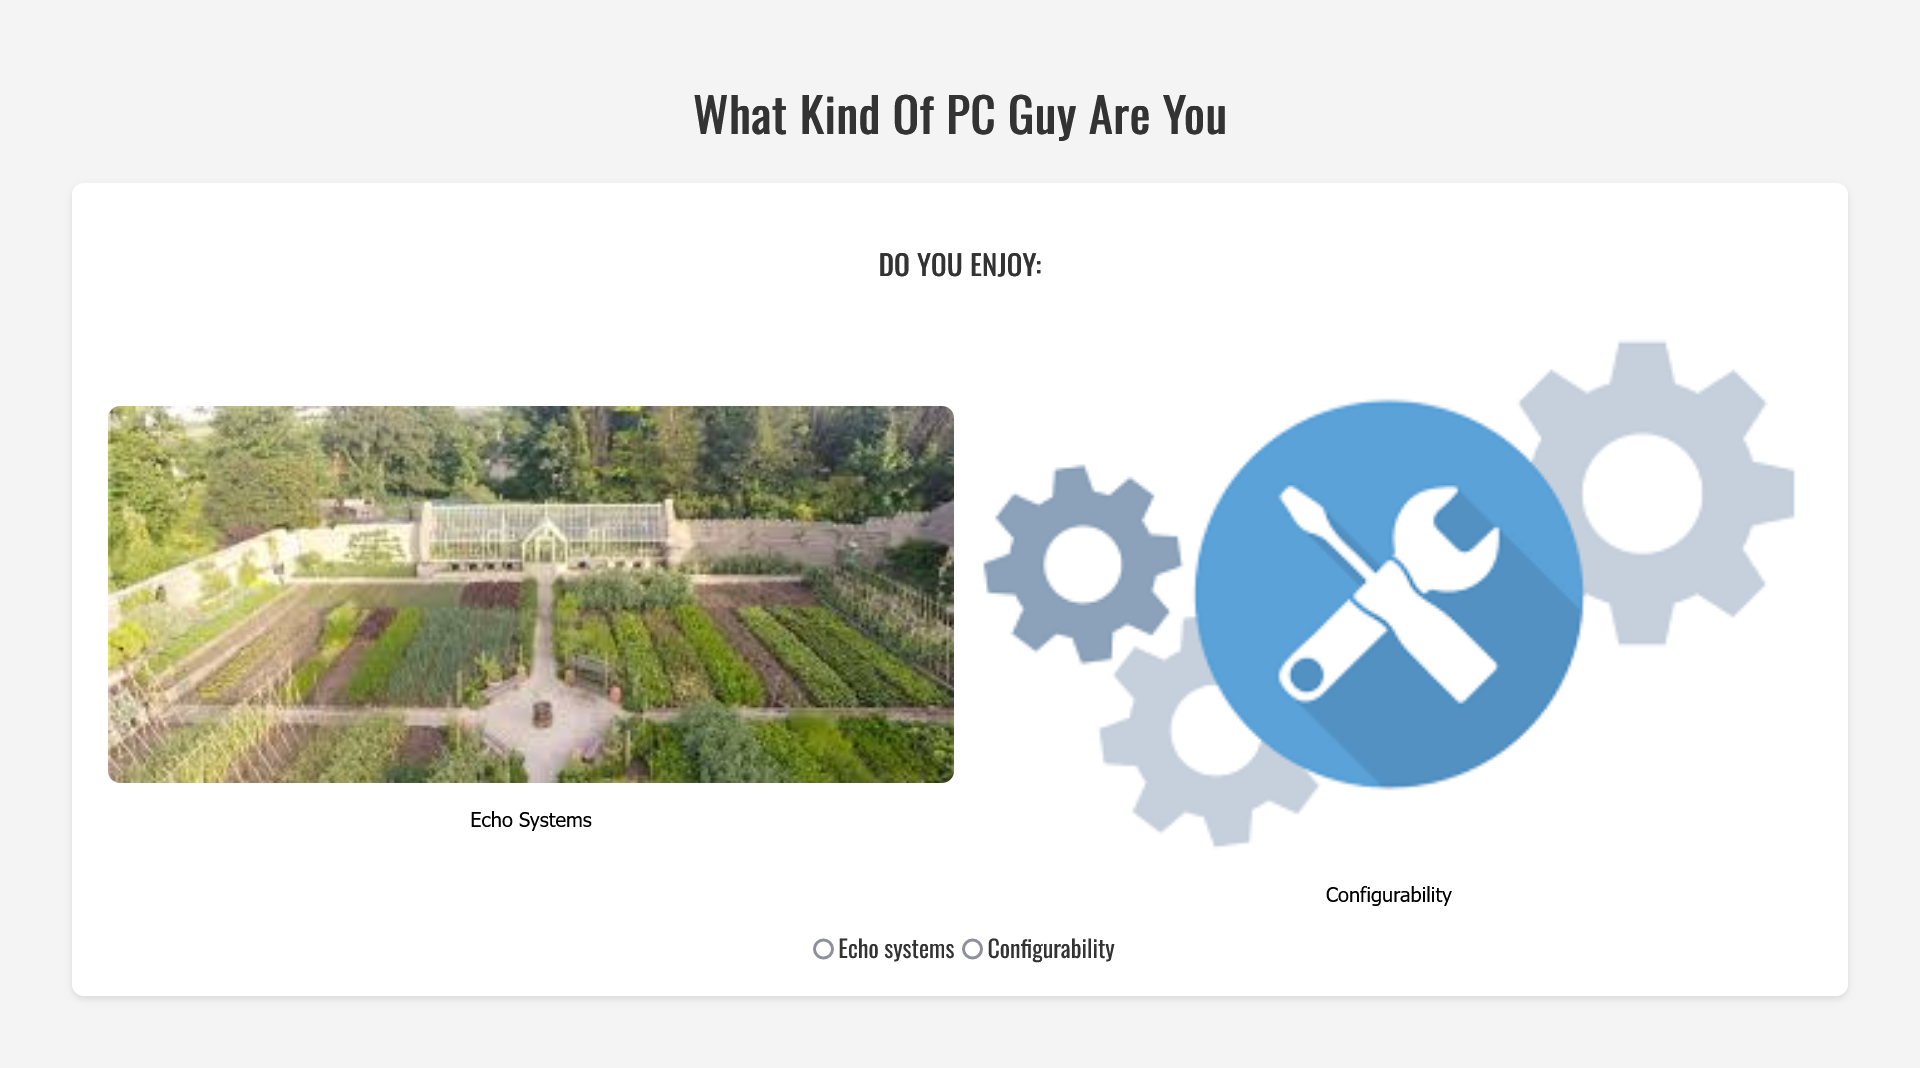 What Kind Of PC Guy Are You
DO YOU ENJOY:
Echo Systems
Configurability
Echo systems Configurability